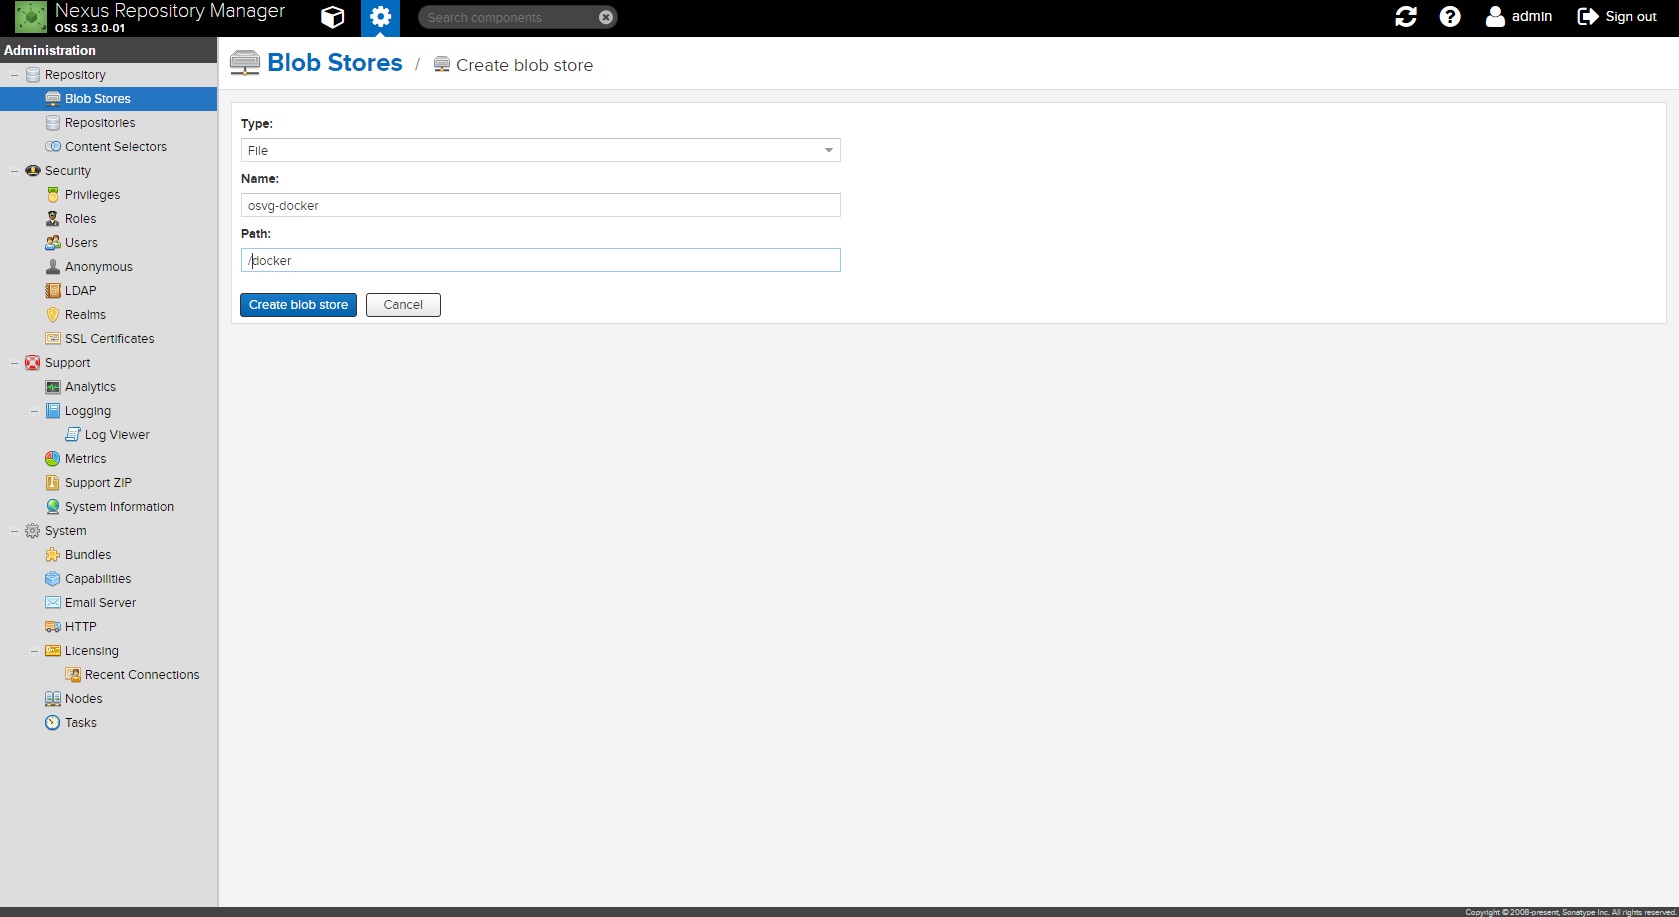 Nexus Repository Manager
OSS 3.3.0-01
Search components
admin
Sign out
Administration
Repository
Blob Stores
Repositories
Content Selectors
Security
Privileges
Roles
Users
Anonymous
LDAP
Realms
SSL Certificates
Support
Analytics
Logging
Log Viewer
Metrics
Support ZIP
System Information
System
Bundles
Capabilities
Email Server
HTTP
Licensing
Recent Connections
Nodes
Tasks
Blob Stores / Create blob store
Type:
File
Name:
osvg-docker
Path:
/docker
Create blob store Cancel
Copyright © 2008-present, Sonatype Inc. All rights reserved.